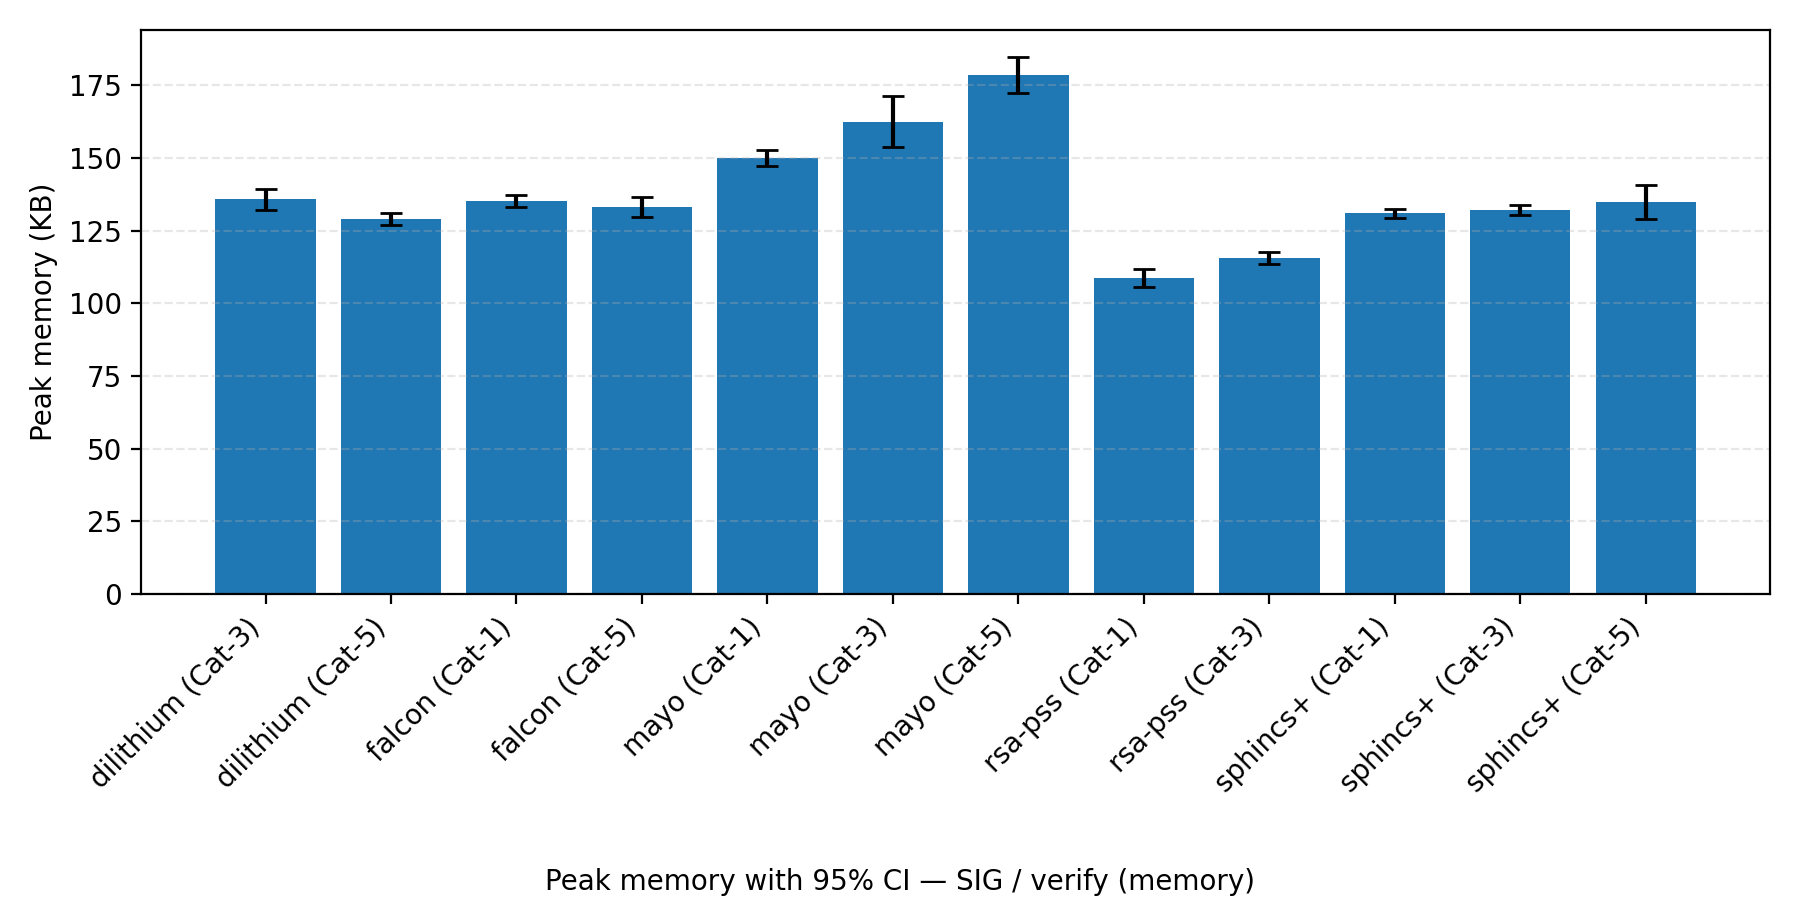 Peak memory (KB)
175
150
125
100
75
50
25
0
dilithium (Cat-3)
dilithium (Cat-5)
falcon (Cat-1)
falcon (Cat-5)
mayo (Cat-1)
mayo (Cat-3)
mayo (Cat-5)
rsa-pss (Cat-1)
rsa-pss (Cat-3)
sphincs+ (Cat-1)
sphincs+ (Cat-3)
sphincs+ (Cat-5)
Peak memory with 95% CI — SIG / verify (memory)